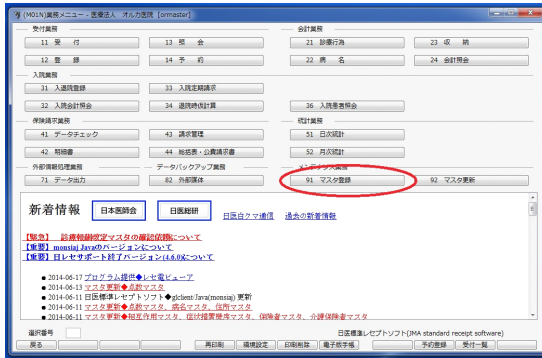 (M01N)業務メニュー - 医療法人 オルカ医院 [ormaster]
受付業務
会計業務
11 受 付
13 照 会
21 診療行為
23 収 納
12 登 録
14 予 約
22 病 名
24 会計照会
入院業務
31 入退院登録
33 入院定期請求
32 入院会計照会
34 退院時仮計算
36 入院患者照会
保険請求業務
統計業務
41 データチェック
43 請求管理
51 日次統計
42 明細書
44 総括表・公費請求書
52 月次統計
外部情報処理業務
データバックアップ業務
メンテナンス業務
71 データ出力
82 外部媒体
91 マスタ登録
92 マスタ更新
新着情報
日本医師会
日医総研
日医白クマ通信
過去の新着情報
【緊急】 診療報酬改定マスタの確認依頼について
【重要】monsiaj Javaのバージョンについて
【重要】日レセサポート終了バージョン(4.6.0)について
● 2014-06-17 プログラム提供◆レセ電ビューア
● 2014-06-13 マスタ更新◆点数マスタ
● 2014-06-11 日医標準レセプトソフト◆glclient/Java(monsiaj) 更新
● 2014-06-11 マスタ更新◆点数マスタ、病名マスタ、住所マスタ
● 2014-06-11 マスタ更新◆相互作用マスタ、症状措置機序マスタ、保険者マスタ、介護保険者マスタ
選択番号
日医標準レセプトソフト(JMA standard receipt software)
戻る
再印刷
環境設定
印刷削除
電子版手帳
予約登録
受付一覧